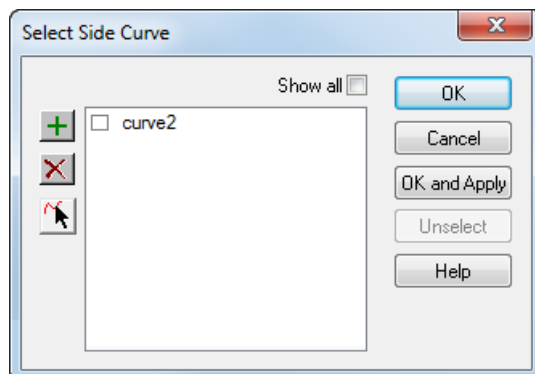 Select Side Curve
Show all
curve2
OK
Cancel
OK and Apply
Unselect
Help